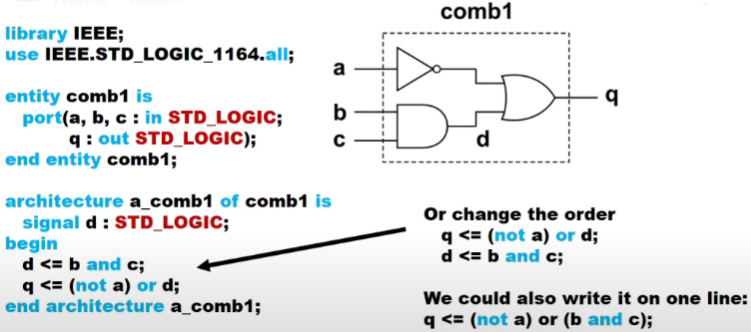 comb1
library IEEE;
use IEEE.STD_LOGIC_1164.all;
entity comb1 is
port(a, b, c : in STD_LOGIC;
q : out STD_LOGIC);
end entity comb1;
a
b
c
d
q
architecture a_comb1 of comb1 is
signal d : STD_LOGIC;
begin
d <= b and c;
q <= (not a) or d;
end architecture a_comb1;
Or change the order
q <= (not a) or d;
d <= b and c;
We could also write it on one line:
q <= (not a) or (b and c);